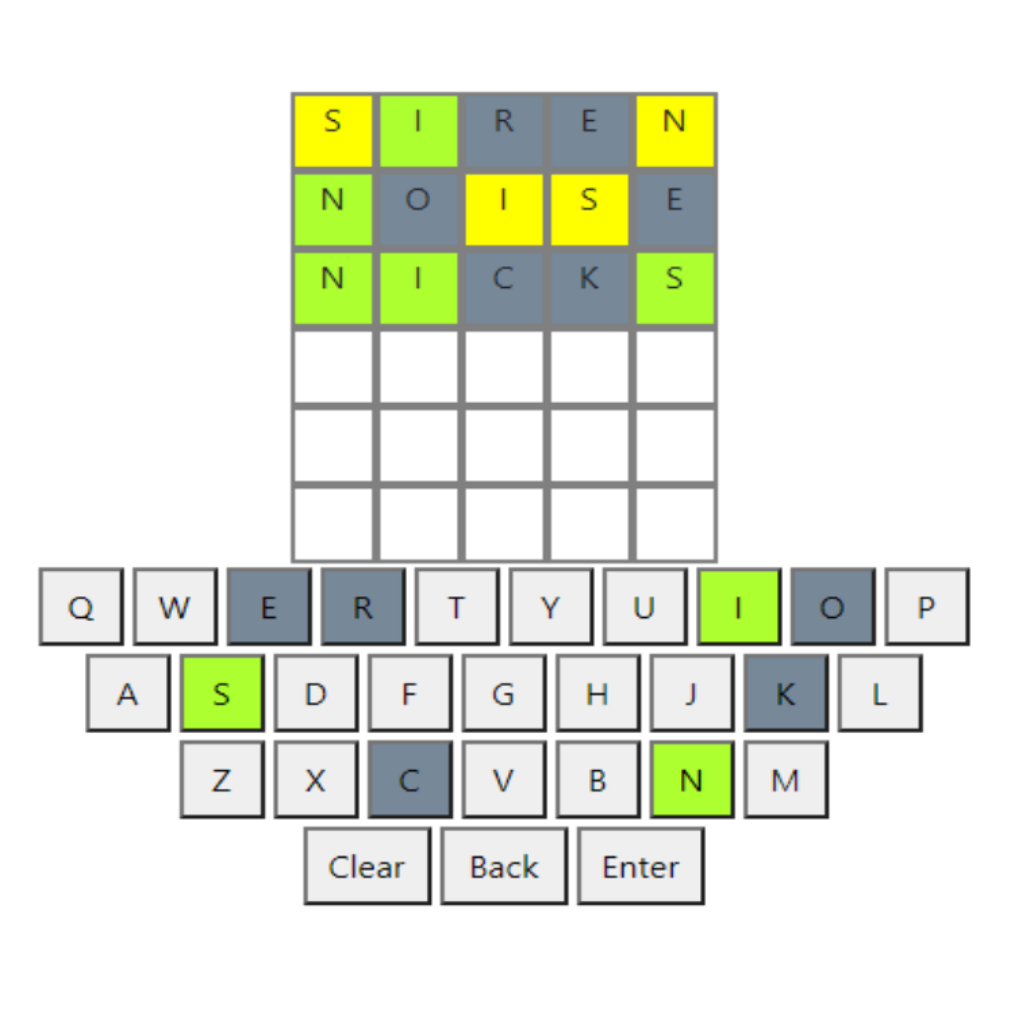 S I R E N
N O I S E
N I C K S
Q W E R T Y U I O P
A S D F G H J K L
Z X C V B N M
Clear Back Enter